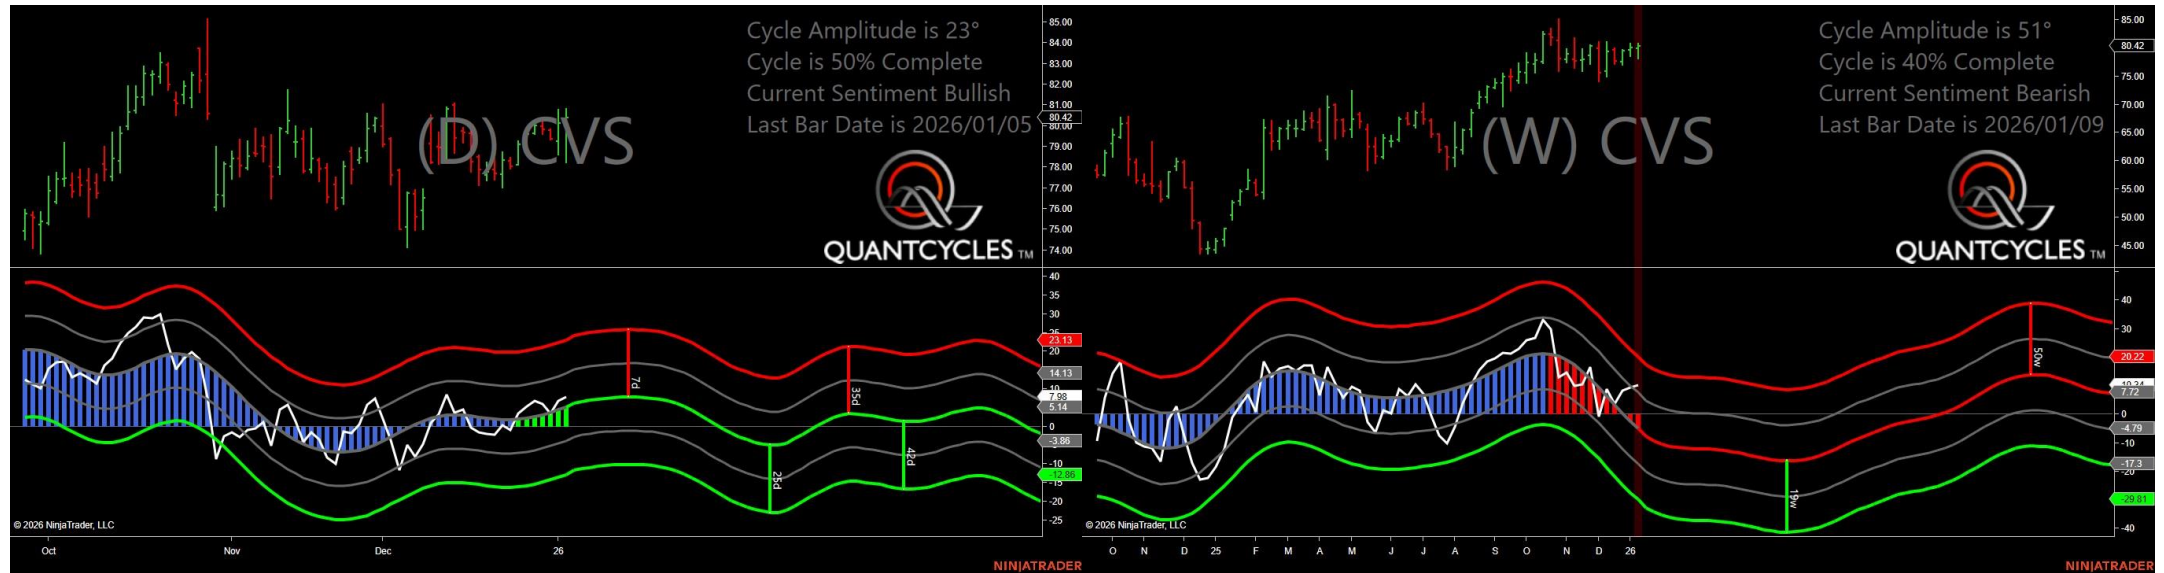 Cycle Amplitude is 23°
Cycle is 50% Complete
Current Sentiment Bullish
Last Bar Date is 2026/01/05
(D) CVS
QUANTCYCLES TM
85.00
84.00
83.00
82.00
81.00
80.42
80.00
79.00
78.00
77.00
76.00
75.00
74.00
40
35
30
23.13
20
14.13
10
7.98
5.14
0
-3.86
-10
-12.86
-15
-20
-25
7d
25d
35d
42d
© 2026 NinjaTrader, LLC
Oct
Nov
Dec
26
NINJATRADER
Cycle Amplitude is 51°
Cycle is 40% Complete
Current Sentiment Bearish
Last Bar Date is 2026/01/09
(W) CVS
QUANTCYCLES TM
85.00
80.42
75.00
70.00
65.00
60.00
55.00
50.00
45.00
40
30
20.22
7.72
0
-4.79
-10
-17.3
-20
-29.81
-40
19w
50w
© 2026 NinjaTrader, LLC
O
N
D
25
F
M
A
M
J
J
A
S
O
N
D
26
NINJATRADER